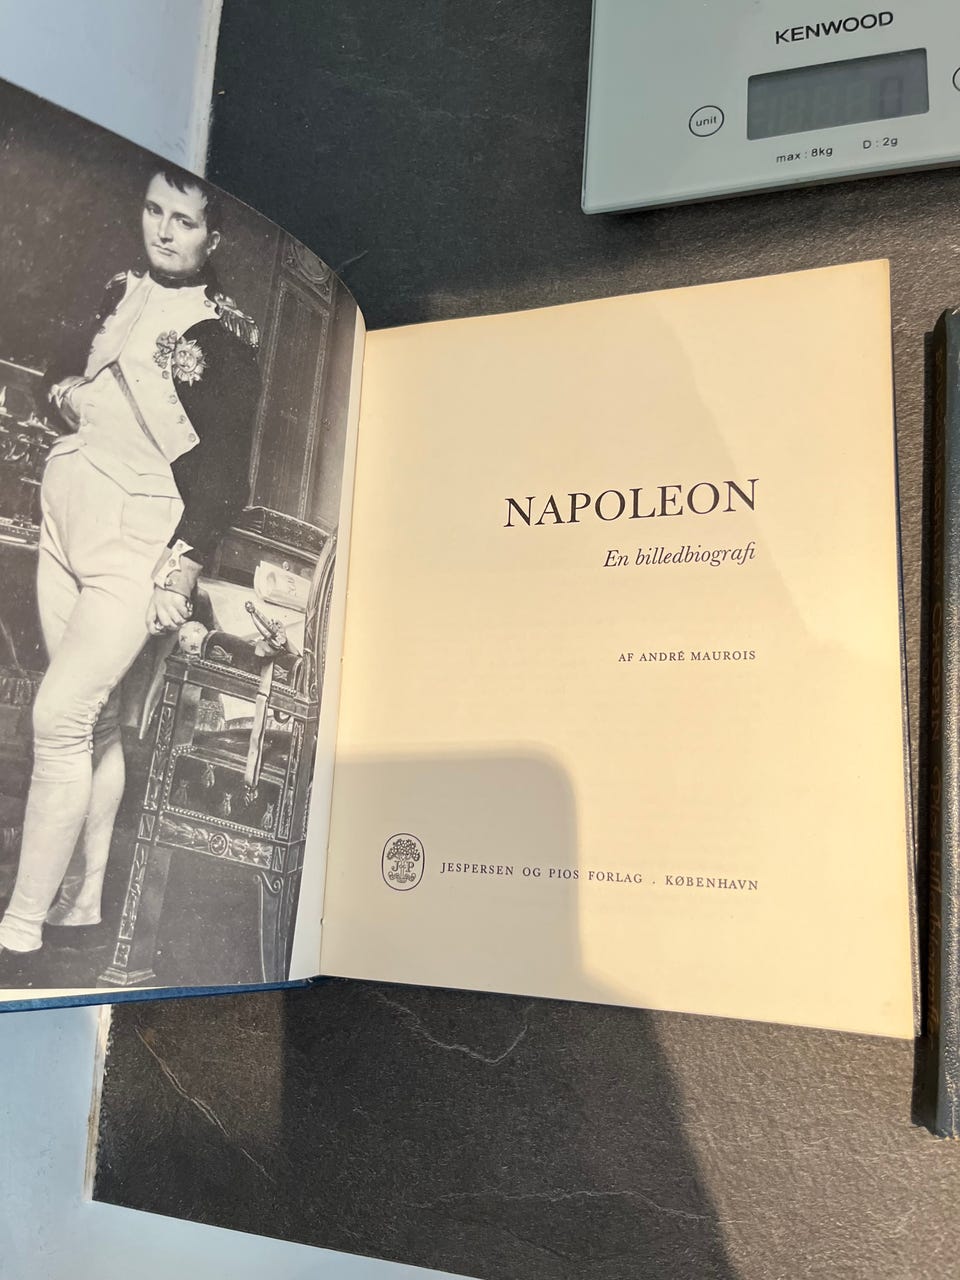 KENWOOD
unit
max : 8kg D : 2g
NAPOLEON
En billedbiografi
AF ANDRÉ MAUROIS
J P
JESPERSEN OG PIOS FORLAG . KØBENHAVN